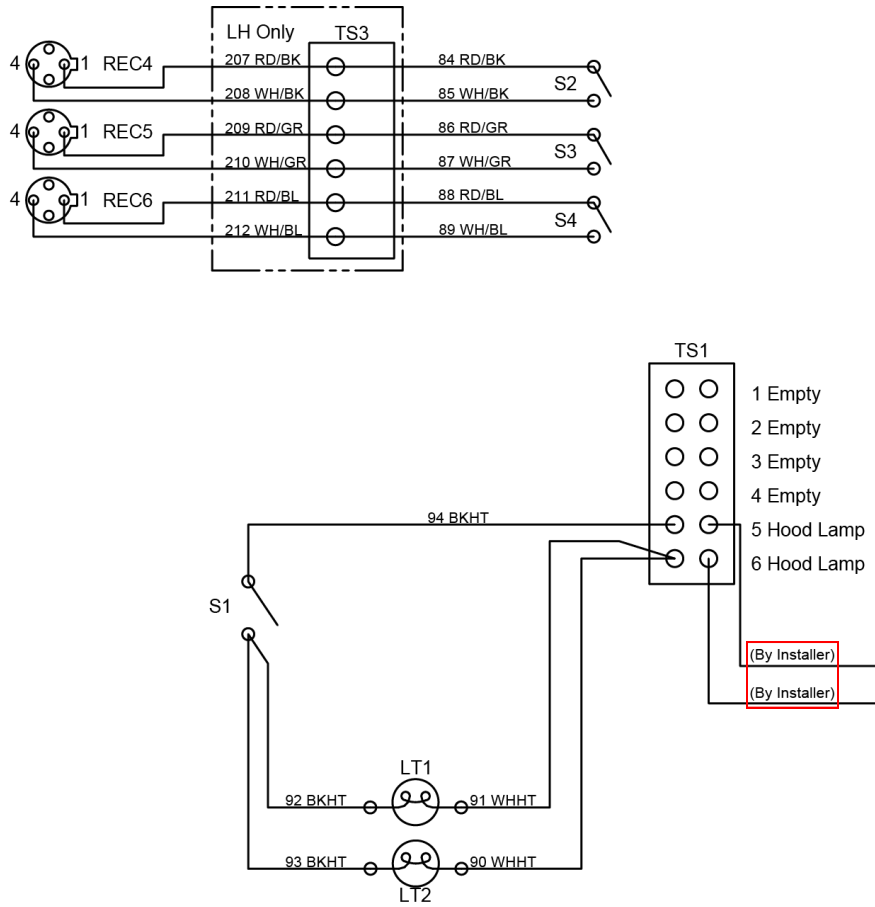 LH Only
TS3
4 1 REC4 207 RD/BK 84 RD/BK
S2
208 WH/BK 85 WH/BK
4 1 REC5 209 RD/GR 86 RD/GR
S3
210 WH/GR 87 WH/GR
4 1 REC6 211 RD/BL 88 RD/BL
S4
212 WH/BL 89 WH/BL
TS1
1 Empty
2 Empty
3 Empty
4 Empty
94 BKHT
5 Hood Lamp
6 Hood Lamp
S1
(By Installer)
(By Installer)
LT1
92 BKHT 91 WHHT
93 BKHT 90 WHHT
LT2